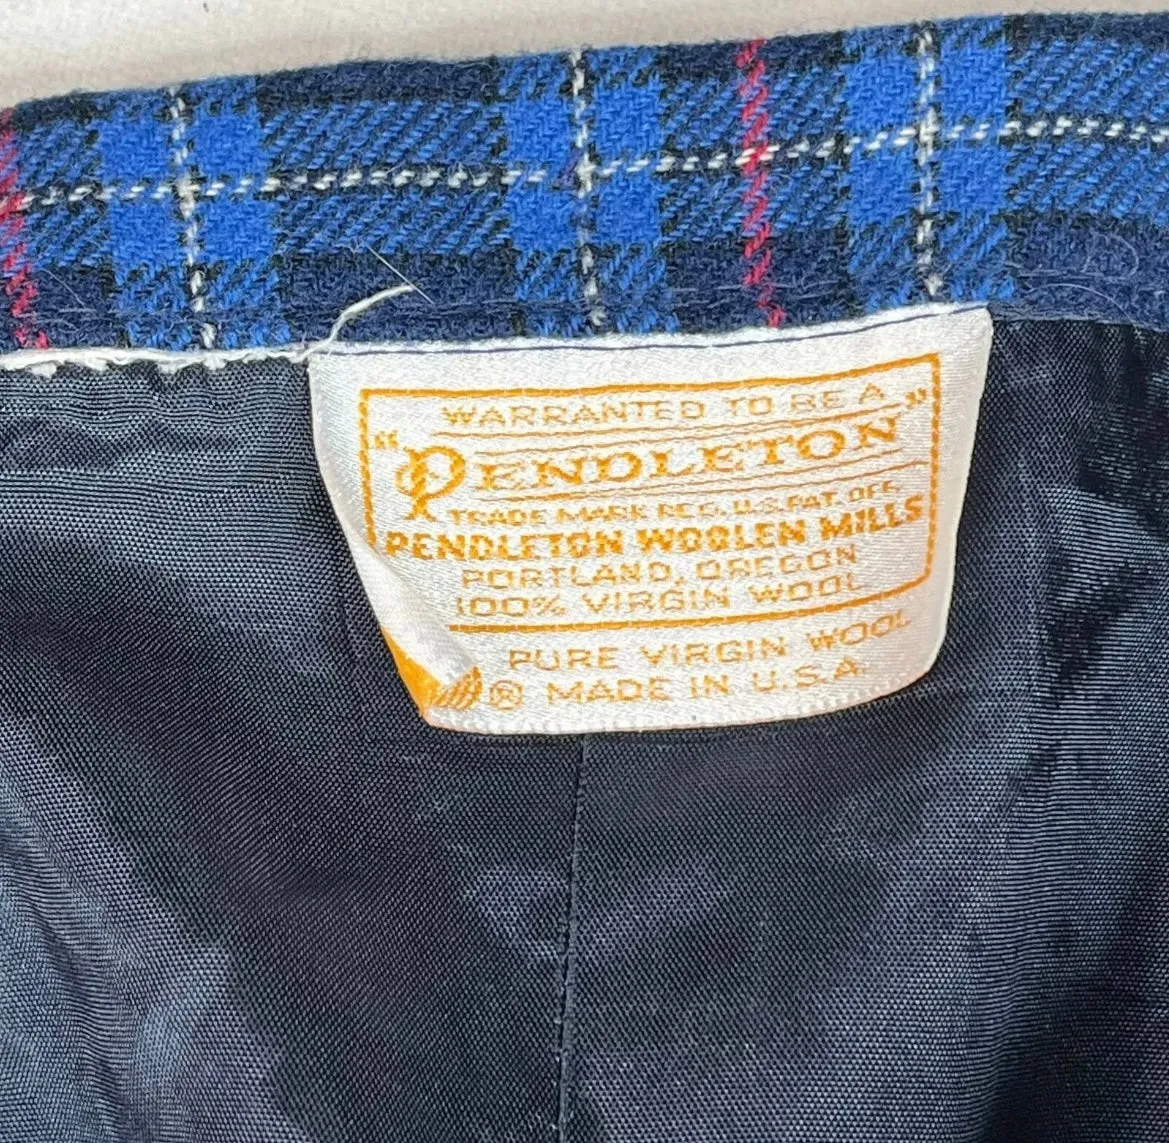 WARRANTED TO BE A
"PENDLETON"
TRADE MARK REG. U.S. PAT. OFF.
PENDLETON WOOLEN MILLS
PORTLAND, OREGON
100% VIRGIN WOOL
PURE VIRGIN WOOL
® MADE IN U.S.A.